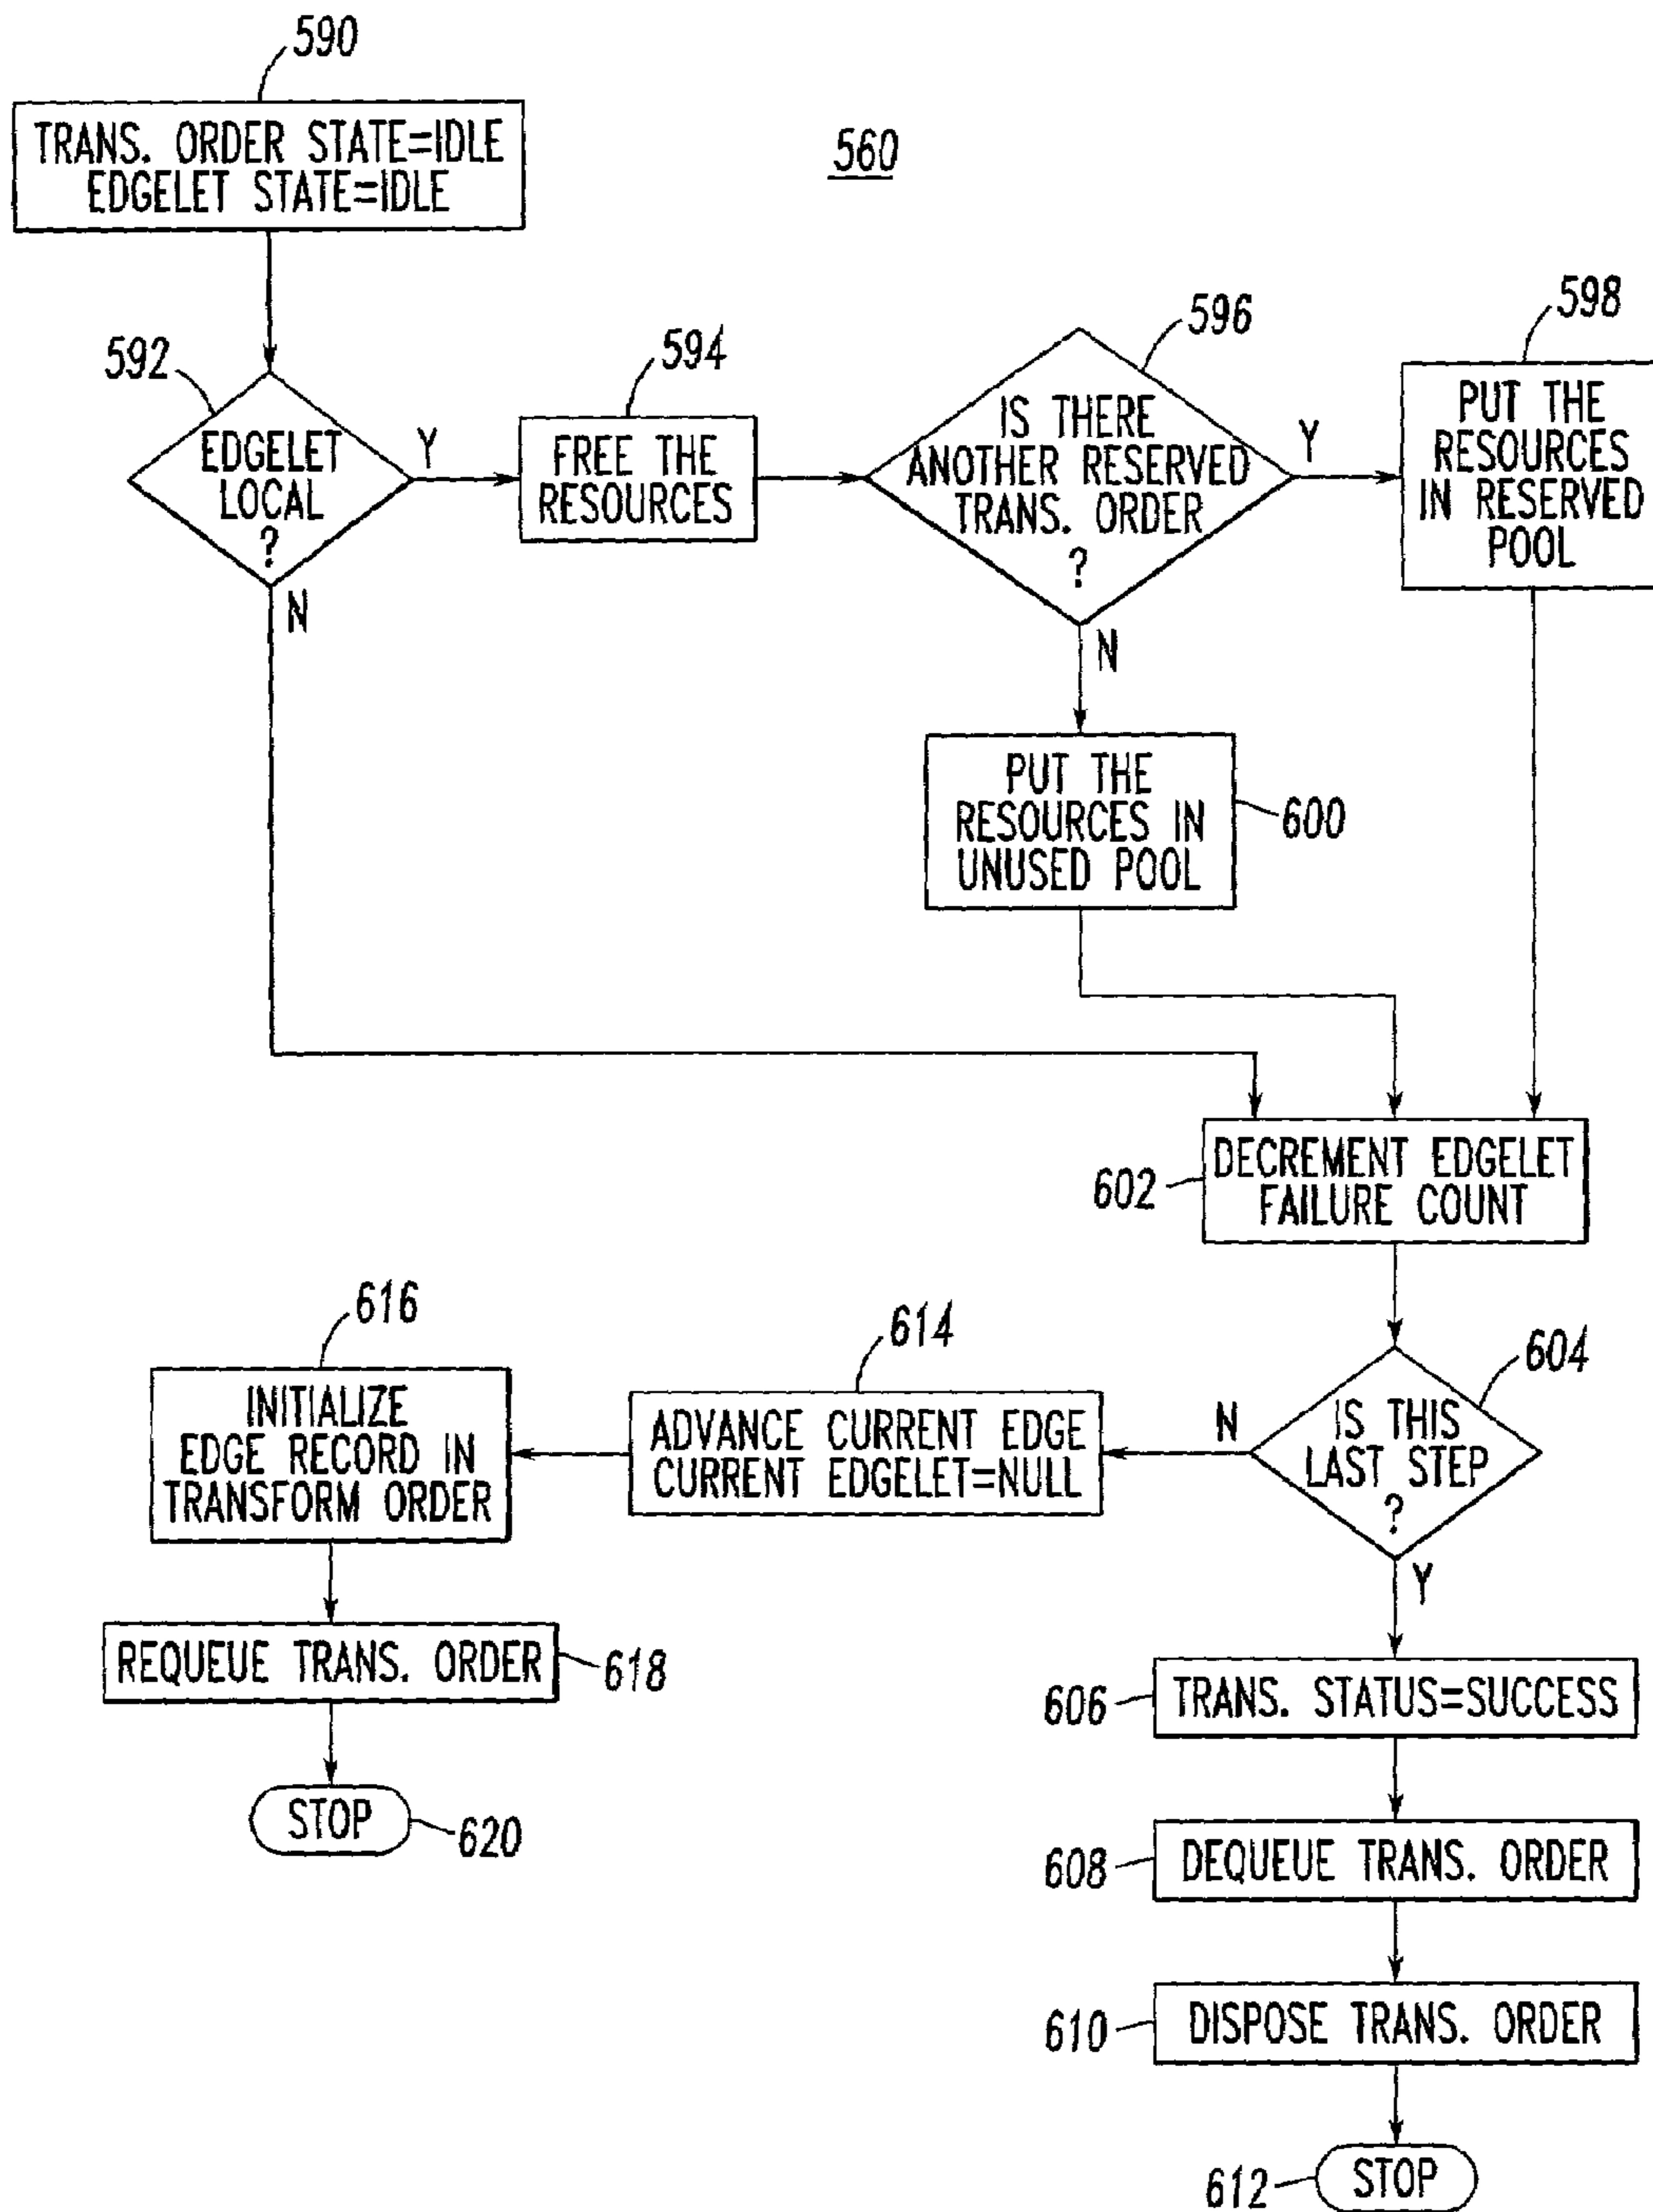 590
TRANS. ORDER STATE=IDLE
EDGELET STATE=IDLE
560
592
EDGELET
LOCAL
?
Y
N
594
FREE THE
RESOURCES
596
IS THERE
ANOTHER RESERVED
TRANS. ORDER
?
Y
N
598
PUT THE
RESOURCES
IN RESERVED
POOL
PUT THE
RESOURCES IN
UNUSED POOL
600
602
DECREMENT EDGELET
FAILURE COUNT
604
IS THIS
LAST STEP
?
N
Y
614
ADVANCE CURRENT EDGE
CURRENT EDGELET=NULL
616
INITIALIZE
EDGE RECORD IN
TRANSFORM ORDER
REQUEUE TRANS. ORDER
618
STOP
620
606
TRANS. STATUS=SUCCESS
608
DEQUEUE TRANS. ORDER
610
DISPOSE TRANS. ORDER
612
STOP